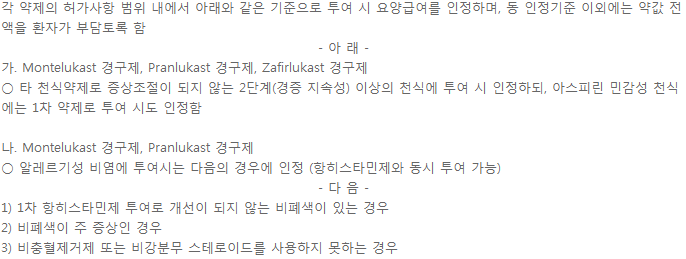 각 약제의 허가사항 범위 내에서 아래와 같은 기준으로 투여 시 요양급여를 인정하며, 동 인정기준 이외에는 약값 전
액을 환자가 부담토록 함
- 아 래 -
가. Montelukast 경구제, Pranlukast 경구제, Zafirlukast 경구제
○ 타 천식약제로 증상조절이 되지 않는 2단계(경증 지속성) 이상의 천식에 투여 시 인정하되, 아스피린 민감성 천식
에는 1차 약제로 투여 시도 인정함
나. Montelukast 경구제, Pranlukast 경구제
○ 알레르기성 비염에 투여시는 다음의 경우에 인정 (항히스타민제와 동시 투여 가능)
- 다 음 -
1) 1차 항히스타민제 투여로 개선이 되지 않는 비폐색이 있는 경우
2) 비폐색이 주 증상인 경우
3) 비충혈제거제 또는 비강분무 스테로이드를 사용하지 못하는 경우